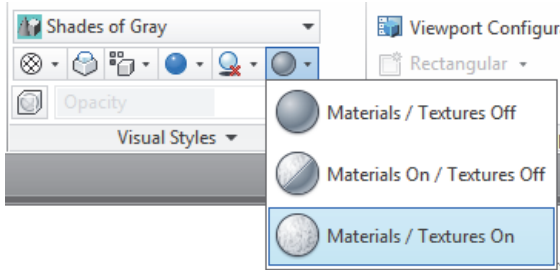 Shades of Gray
Viewport Configur
Rectangular
Opacity
Materials / Textures Off
Visual Styles
Materials On / Textures Off
Materials / Textures On